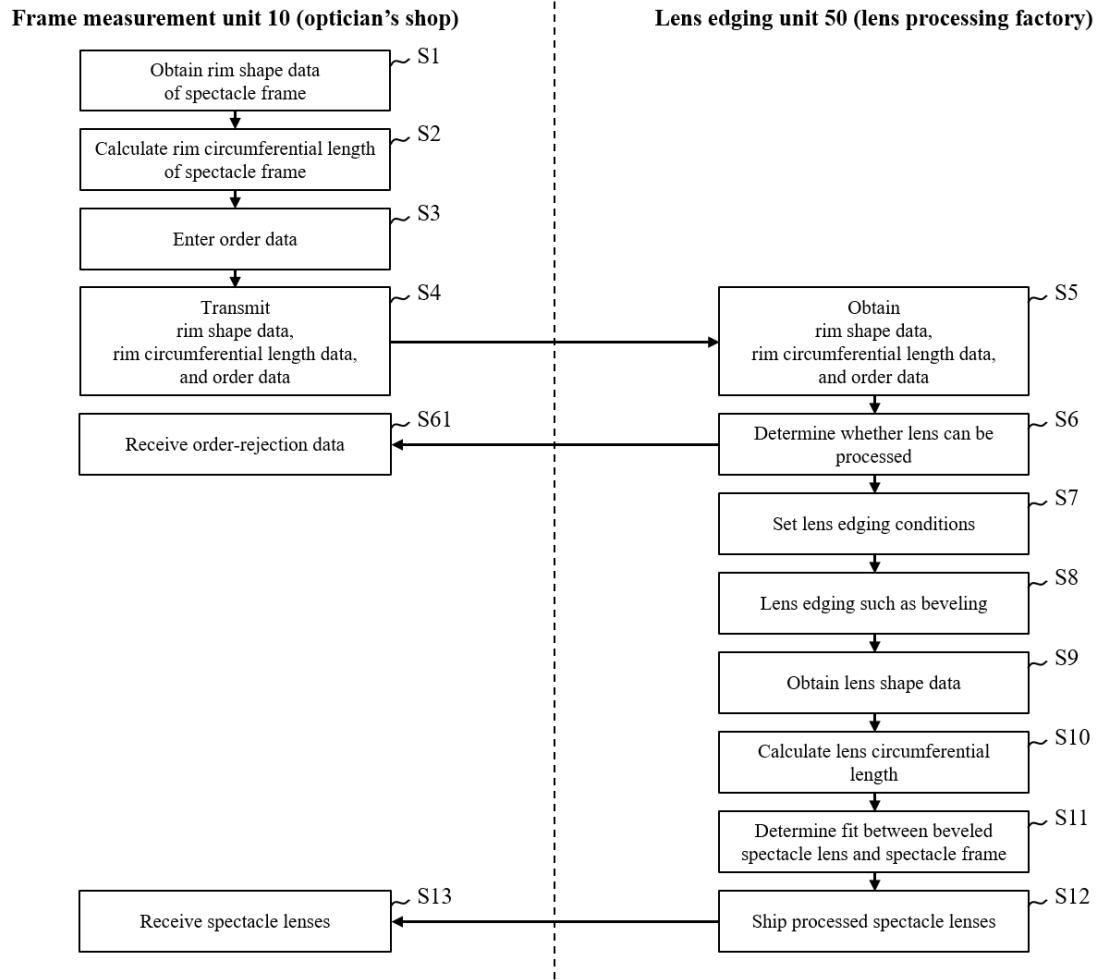 Frame measurement unit 10 (optician’s shop)
Lens edging unit 50 (lens processing factory)
S1
Obtain rim shape data
of spectacle frame
S2
Calculate rim circumferential length
of spectacle frame
S3
Enter order data
S4
Transmit
rim shape data,
rim circumferential length data,
and order data
S5
Obtain
rim shape data,
rim circumferential length data,
and order data
S61
Receive order-rejection data
S6
Determine whether lens can be
processed
S7
Set lens edging conditions
S8
Lens edging such as beveling
S9
Obtain lens shape data
S10
Calculate lens circumferential
length
S11
Determine fit between beveled
spectacle lens and spectacle frame
S12
Ship processed spectacle lenses
S13
Receive spectacle lenses